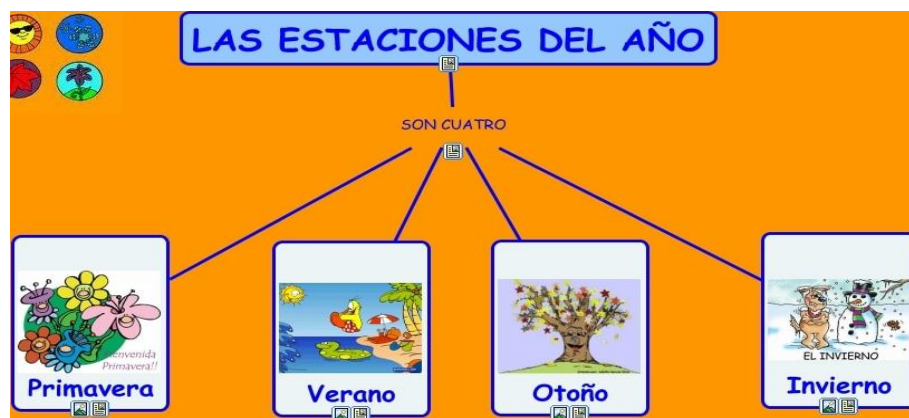 LAS ESTACIONES DEL AÑO
SON CUATRO
Bienvenida
Primavera!!
Primavera
Verano
Otoño
EL INVIERNO
Invierno